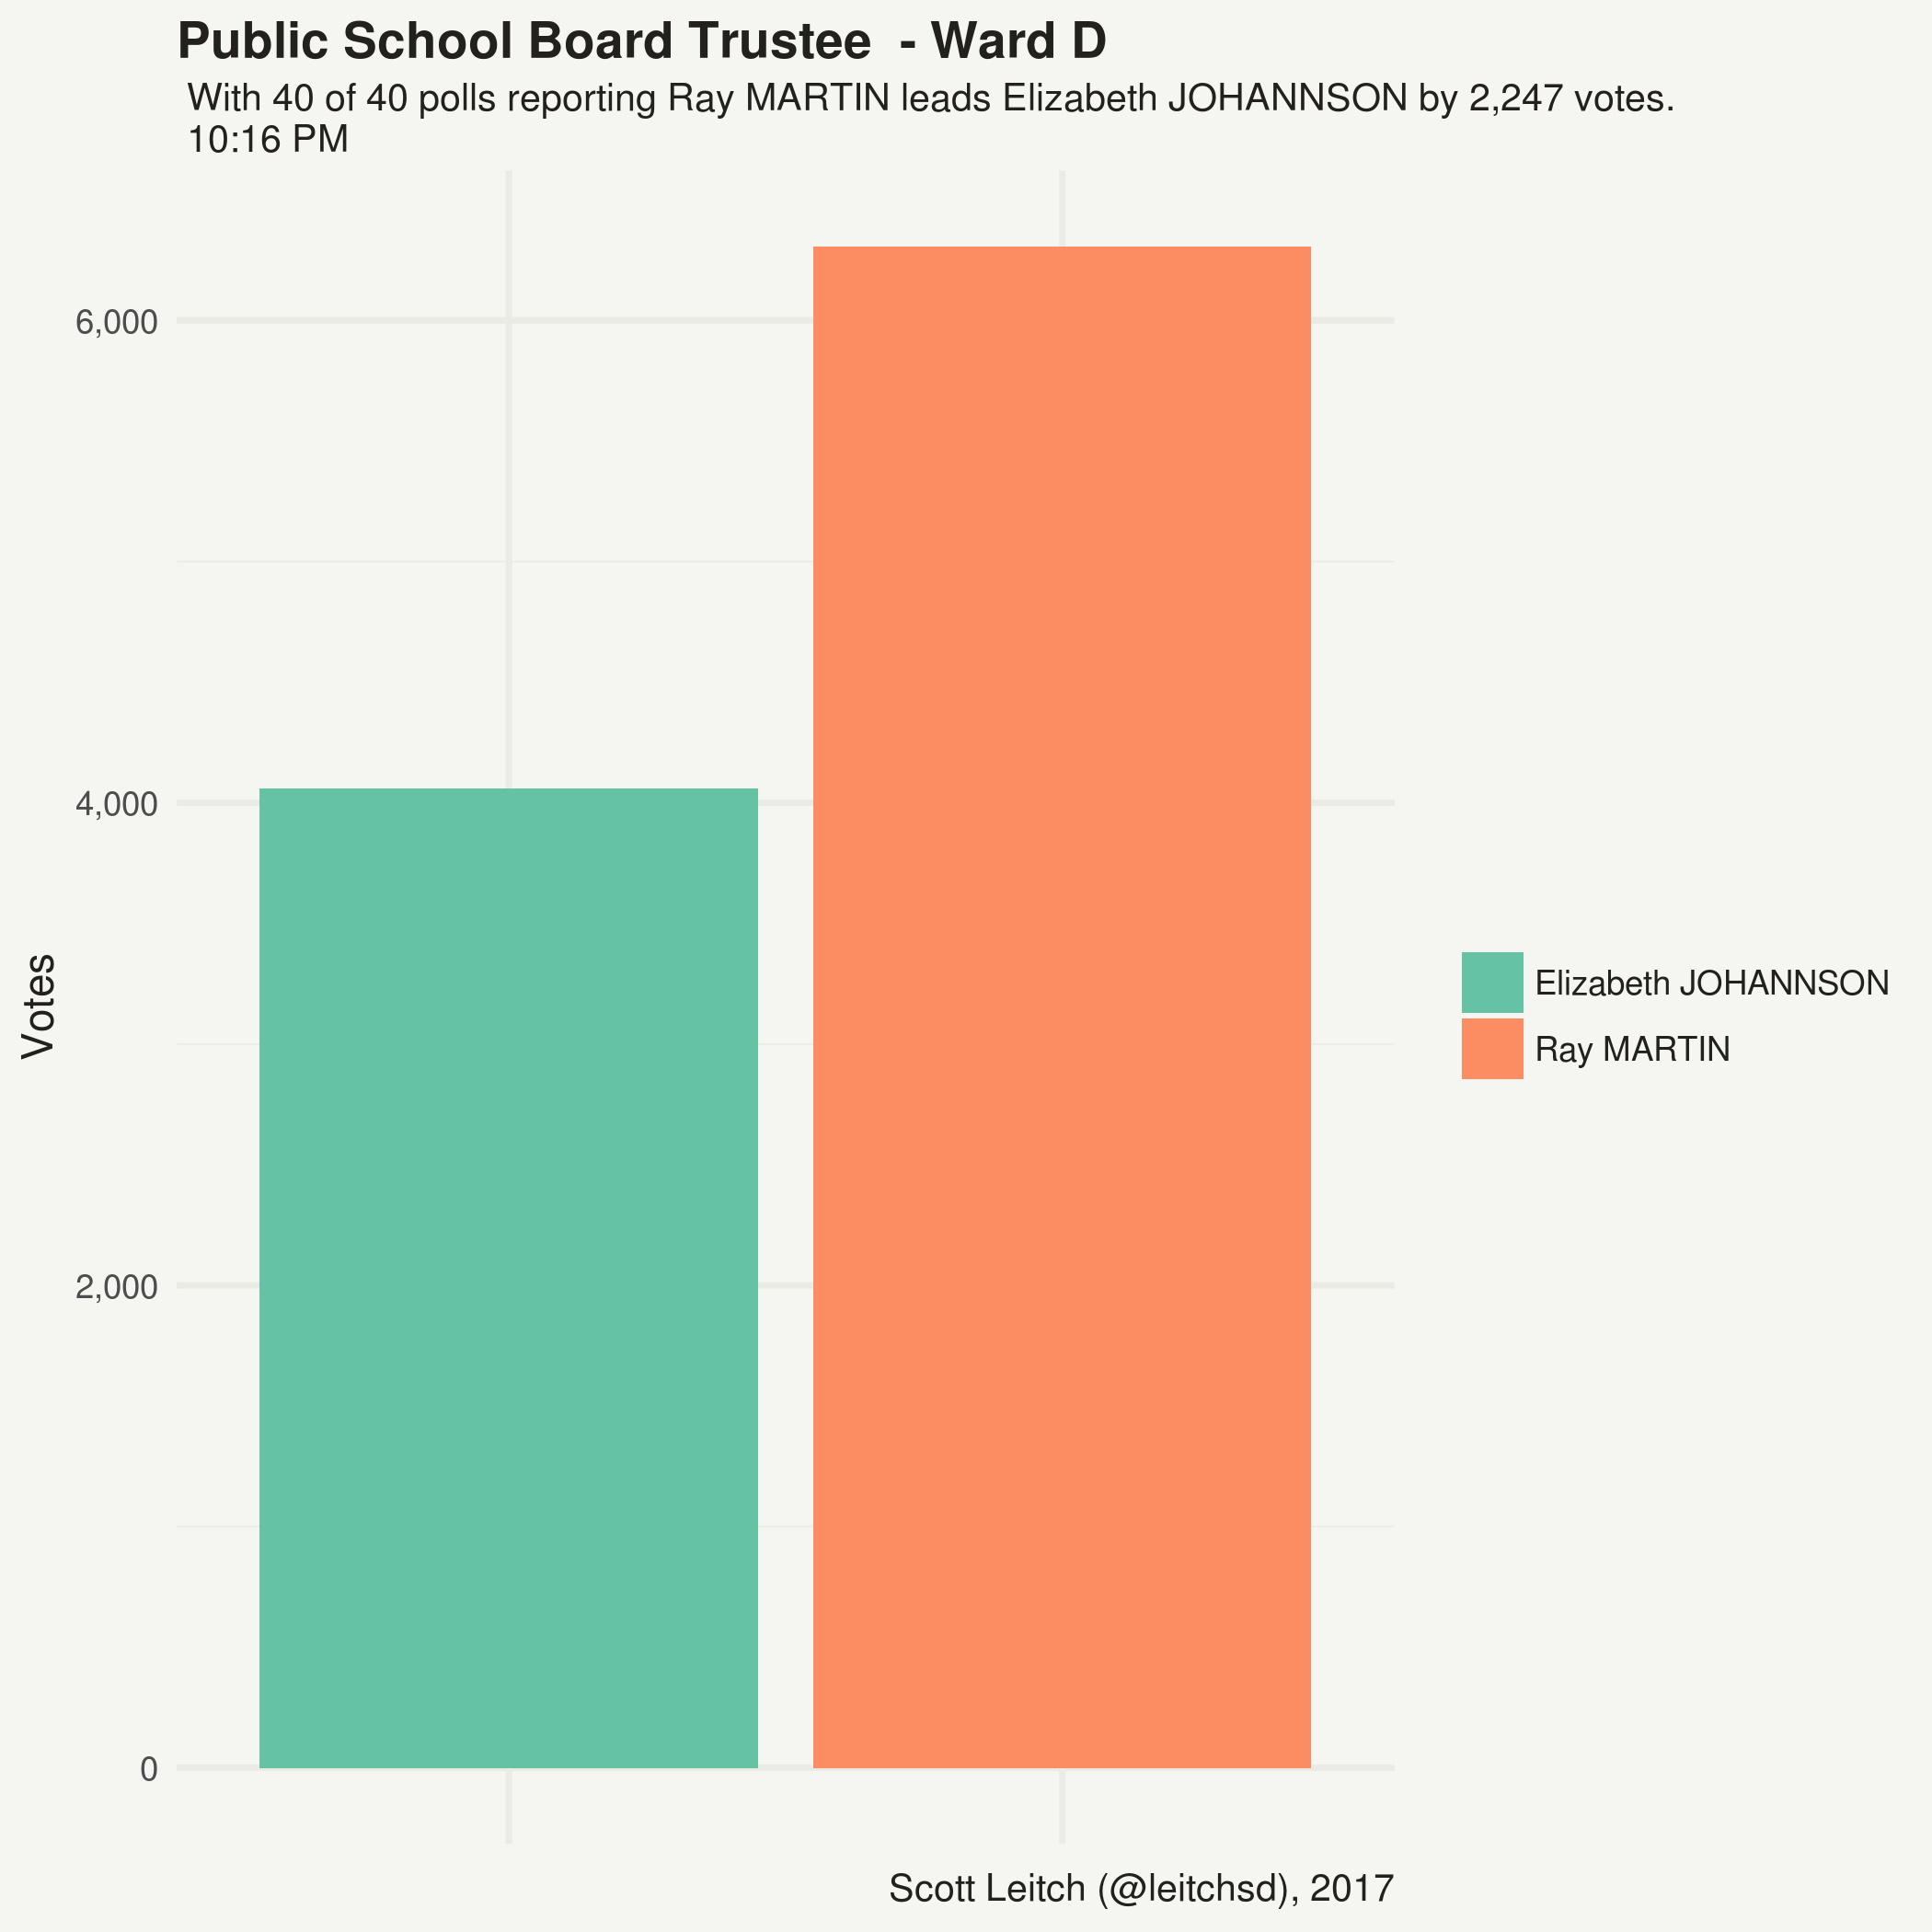 Public School Board Trustee  - Ward D
With 40 of 40 polls reporting Ray MARTIN leads Elizabeth JOHANNSON by 2,247 votes.
10:16 PM
6,000
4,000
2,000
0
Votes
Elizabeth JOHANNSON
Ray MARTIN
Scott Leitch (@leitchsd), 2017